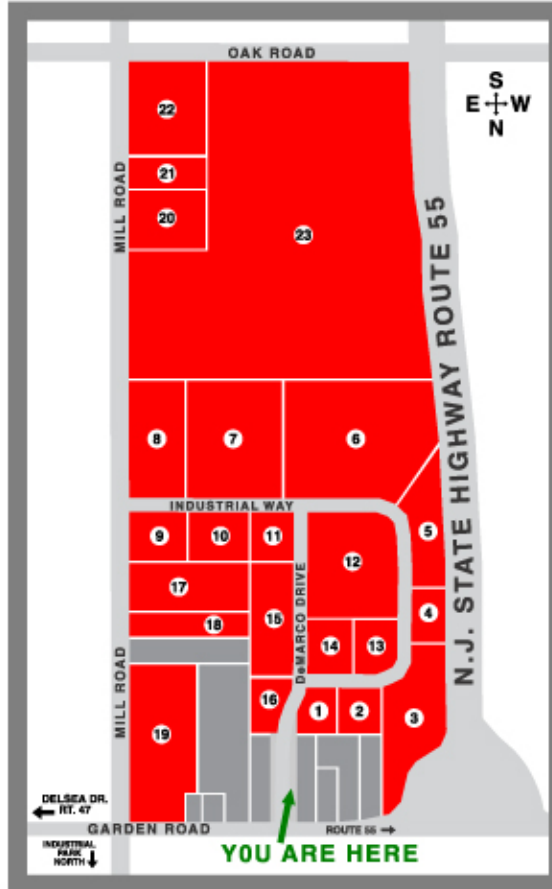 OAK ROAD
S
E W
N
22
21
MILL ROAD
20
23
N.J. STATE HIGHWAY ROUTE 55
8
7
6
INDUSTRIAL WAY
5
9
10
11
12
DeMARCO DRIVE
17
15
4
18
14
13
MILL ROAD
16
1
2
3
19
DELSEA DR.
RT. 47
GARDEN ROAD
ROUTE 55
INDUSTRIAL
PARK
NORTH
Y0U ARE HERE